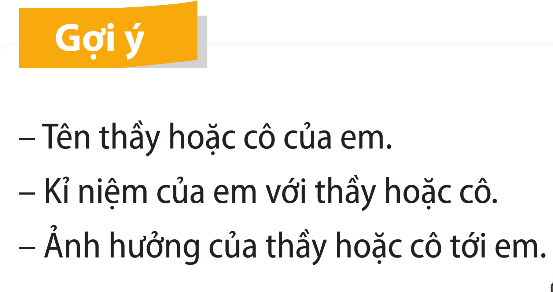 Gợi ý
– Tên thầy hoặc cô của em.
– Kỉ niệm của em với thầy hoặc cô.
– Ảnh hưởng của thầy hoặc cô tới em.